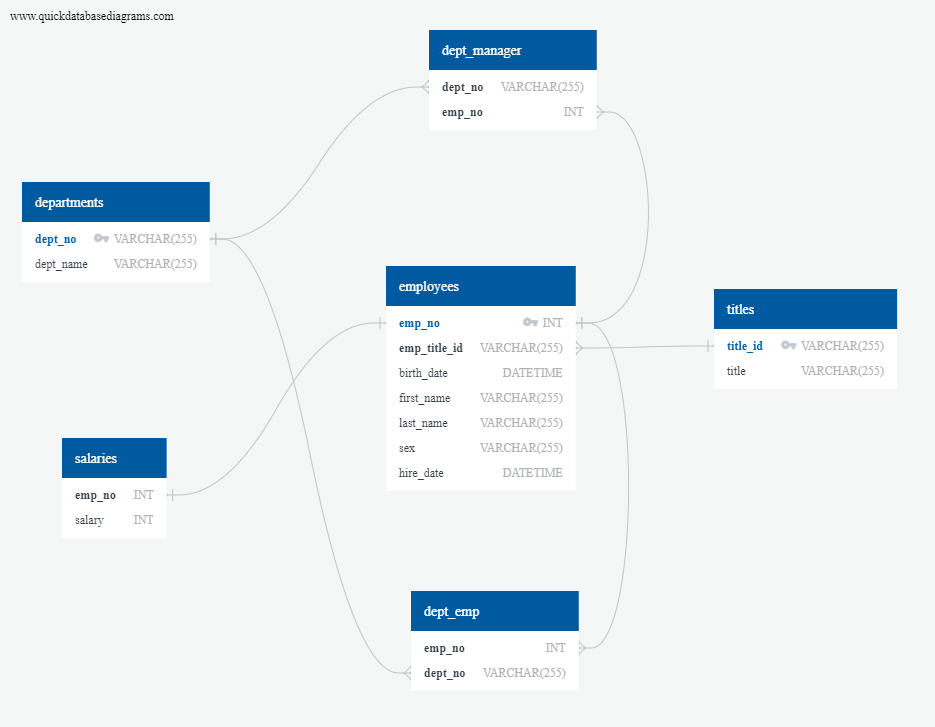 www.quickdatabasediagrams.com
dept_manager
dept_no VARCHAR(255)
emp_no INT
departments
dept_no VARCHAR(255)
dept_name VARCHAR(255)
employees
emp_no INT
emp_title_id VARCHAR(255)
birth_date DATETIME
first_name VARCHAR(255)
last_name VARCHAR(255)
sex VARCHAR(255)
hire_date DATETIME
titles
title_id VARCHAR(255)
title VARCHAR(255)
salaries
emp_no INT
salary INT
dept_emp
emp_no INT
dept_no VARCHAR(255)